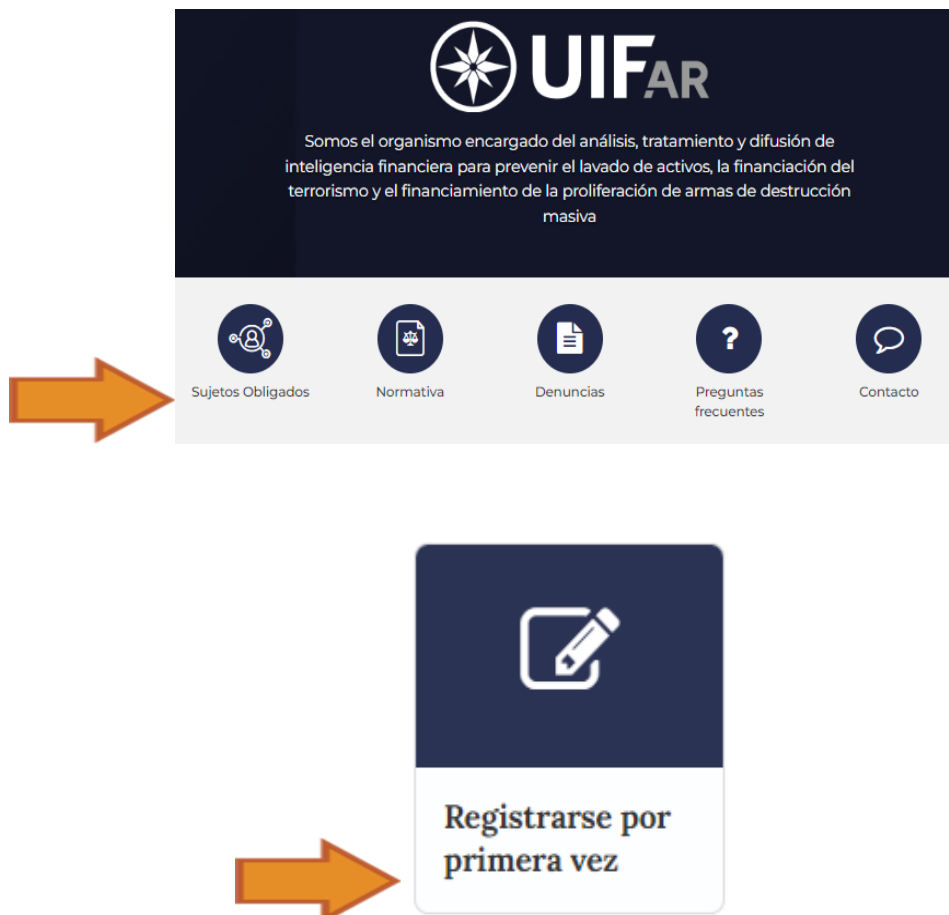 UIFAR
Somos el organismo encargado del análisis, tratamiento y difusión de
inteligencia financiera para prevenir el lavado de activos, la financiación del
terrorismo y el financiamiento de la proliferación de armas de destrucción
masiva
Sujetos Obligados
Normativa
Denuncias
?
Preguntas
frecuentes
Contacto
Registrarse por
primera vez